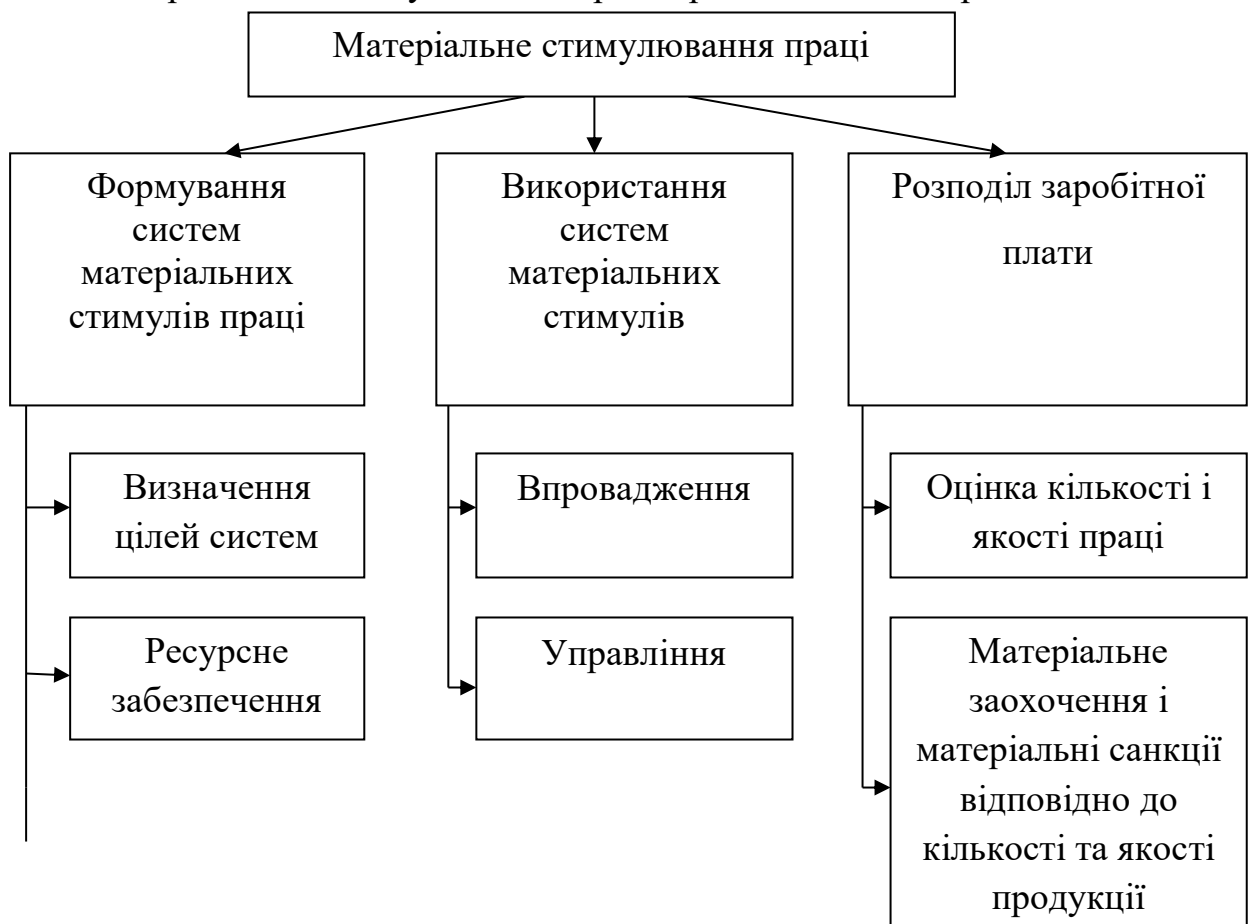 Матеріальне стимулювання праці
Формування
систем
матеріальних
стимулів праці
Використання
систем
матеріальних
стимулів
Розподіл заробітної
плати
Визначення
цілей систем
Впровадження
Оцінка кількості і
якості праці
Ресурсне
забезпечення
Управління
Матеріальне
заохочення і
матеріальні санкції
відповідно до
кількості та якості
продукції